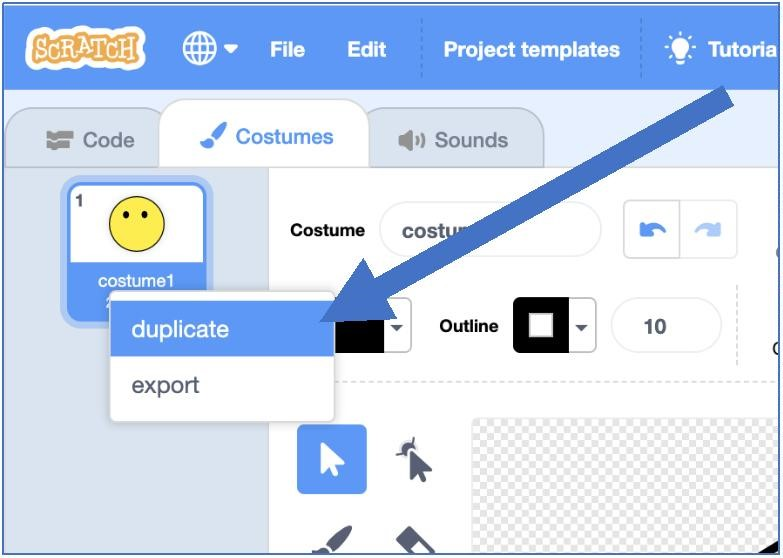 SCRATCH File Edit Project templates Tutoria
Code Costumes Sounds
1
Costume costu
costume1
duplicate
Outline 10
export